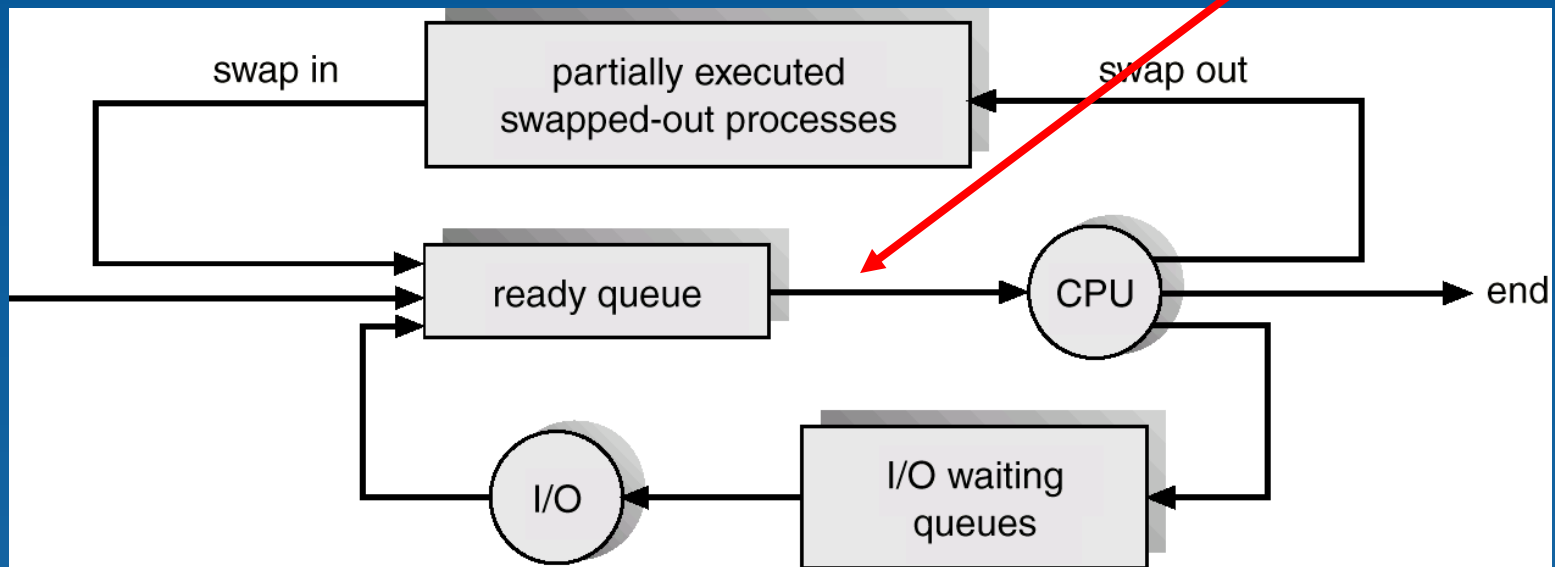 swap in
partially executed
swapped-out processes
swap out
ready queue
CPU
end
I/O
I/O waiting
queues